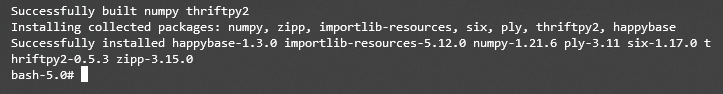 Successfully built numpy thriftpy2
Installing collected packages: numpy, zipp, importlib-resources, six, ply, thriftpy2, happybase
Successfully installed happybase-1.3.0 importlib-resources-5.12.0 numpy-1.21.6 ply-3.11 six-1.17.0 t
hriftpy2-0.5.3 zipp-3.15.0
bash-5.0#